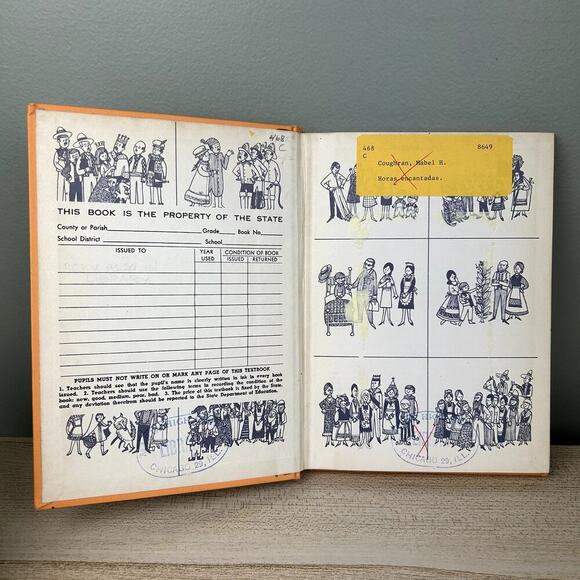 468
C
THIS BOOK IS THE PROPERTY OF THE STATE
County or Parish Grade Book No.
School District School
ISSUED TO
YEAR USED
CONDITION OF BOOK
ISSUED RETURNED
PUPILS MUST NOT WRITE ON OR MARK ANY PAGE OF THIS TEXTBOOK
1. Teachers should see that the pupil's name is clearly written in ink in every book
issued. 2. Teachers should use the following terms in recording the condition of the
book: new, good, medium, poor, bad. 3. The price of this textbook is fixed by the State,
and any deviation therefrom should be reported to the State Department of Education.
HIGH
LIB
CHICAGO 29, ILL.
468 8649
C
Coughran, Mabel H.
Horas encantadas.
HIGH
CHICAGO 29, ILL.